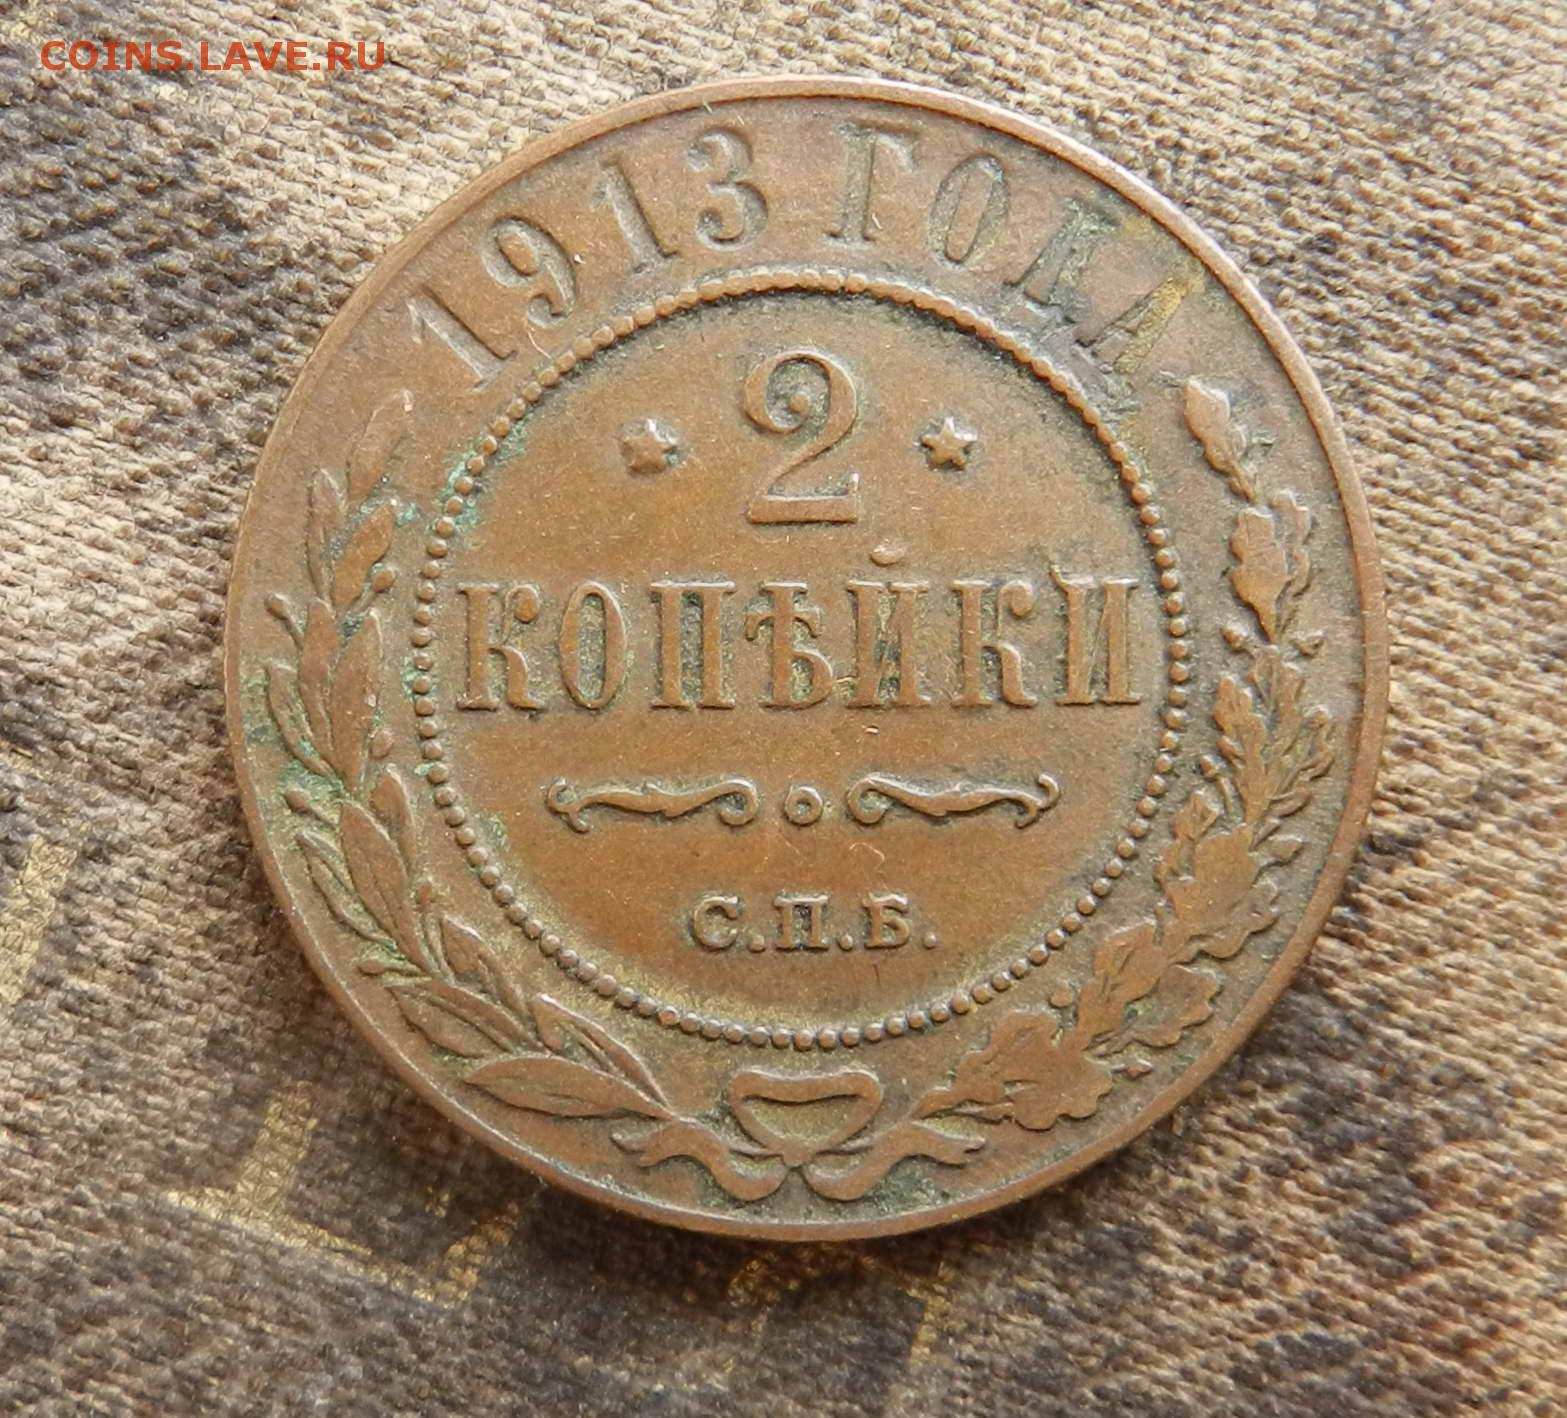 COINS.LAVE.RU
1913 ГОДА
2
КОПѢЙКИ
С.П.Б.